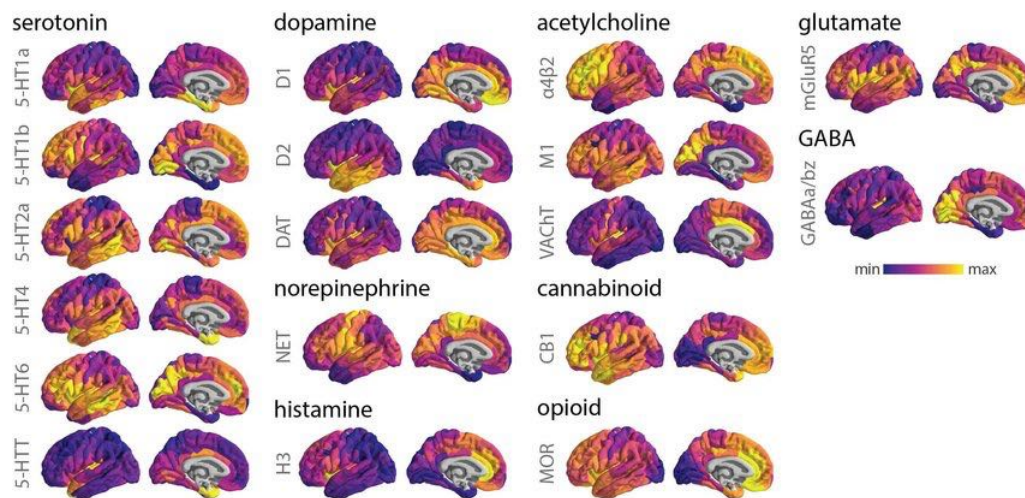 serotonin
5-HT1a
5-HT1b
5-HT2a
5-HT4
5-HT6
5-HTT
dopamine
D1
D2
DAT
norepinephrine
NET
histamine
H3
acetylcholine
α4β2
M1
VAChT
cannabinoid
CB1
opioid
MOR
glutamate
mGluR5
GABA
GABAa/bz
min max